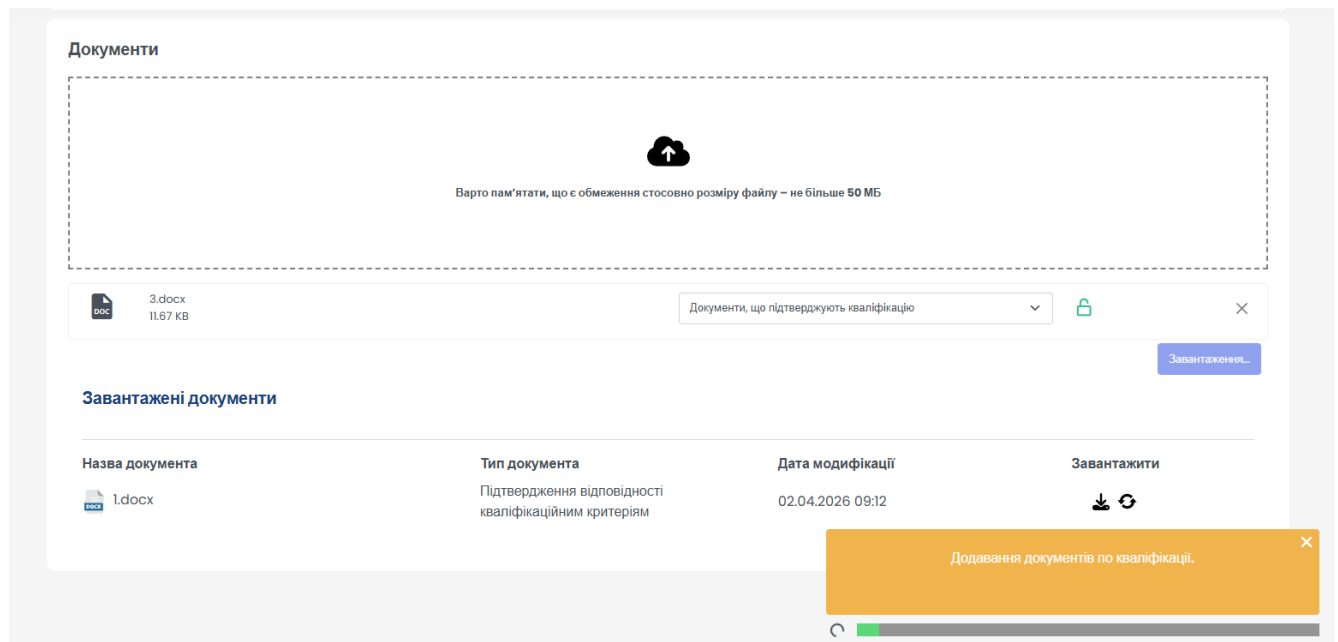 Документи
Варто пам'ятати, що є обмеження стосовно розміру файлу – не більше 50 МБ
DOC
3.docx
11.67 KB
Документи, що підтверджують кваліфікацію
Завантаження...
Завантажені документи
Назва документа Тип документа Дата модифікації Завантажити
DOCX
1.docx
Підтвердження відповідності
кваліфікаційним критеріям
02.04.2026 09:12
Додавання документів по кваліфікації.